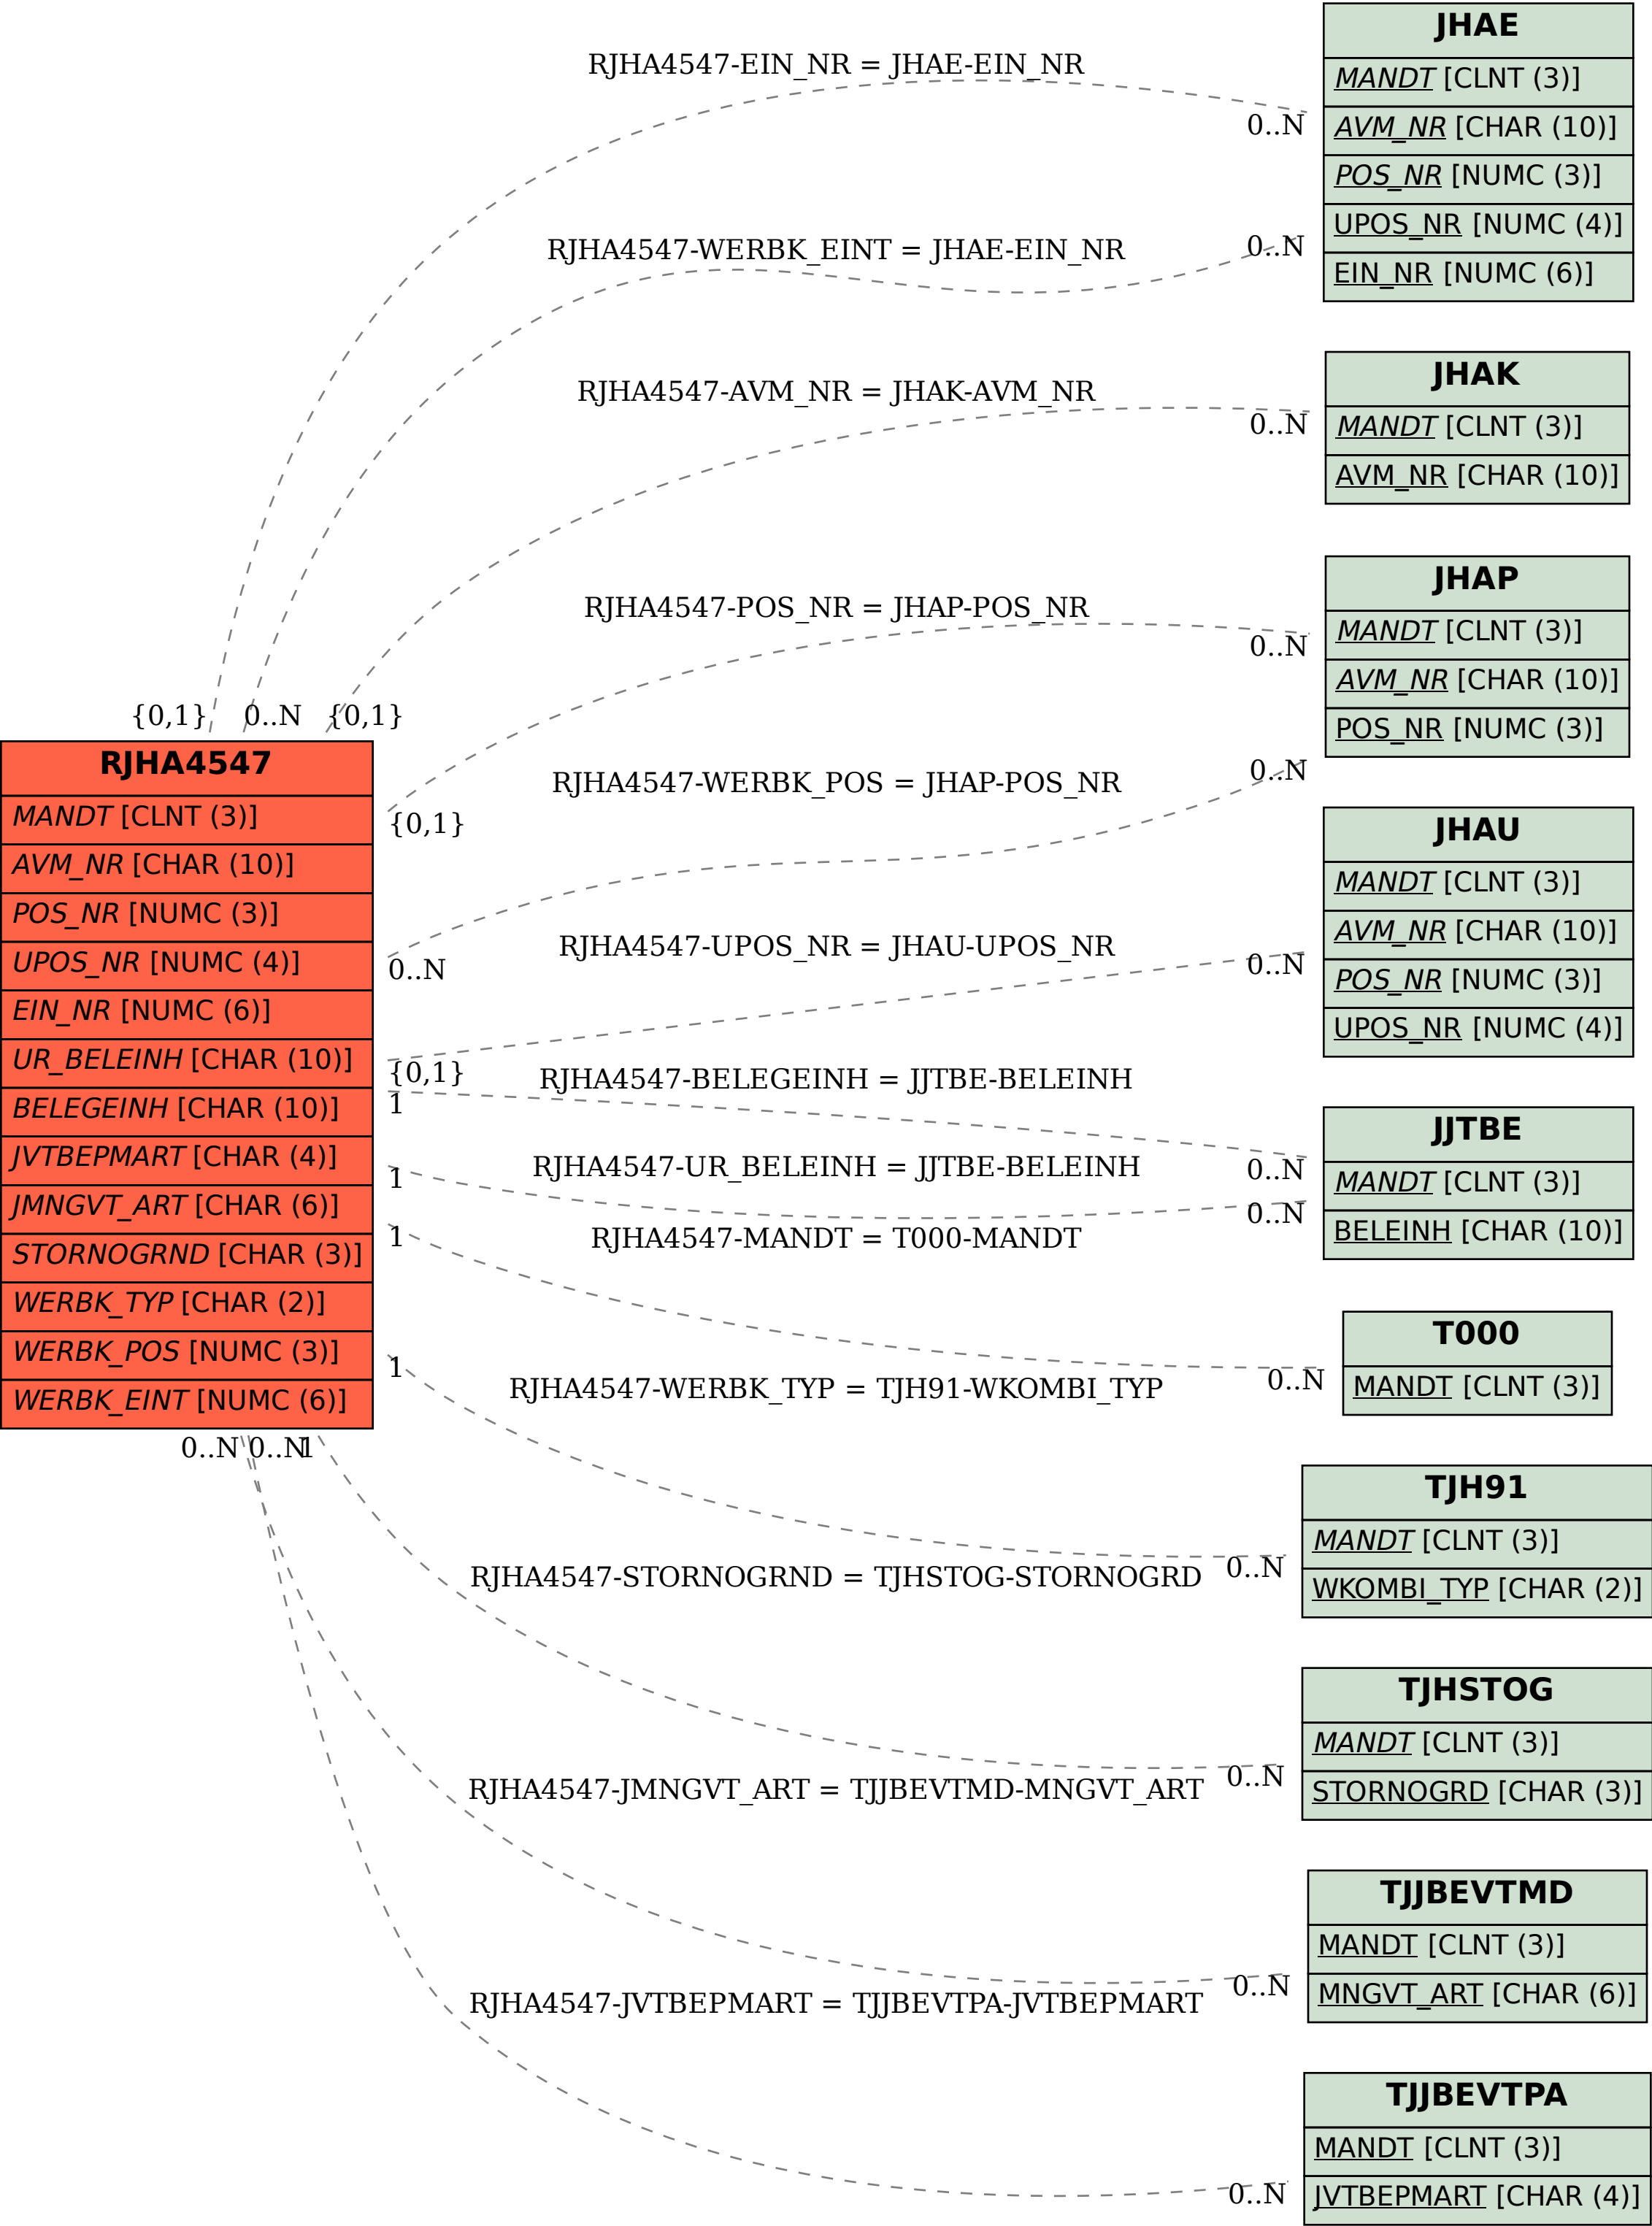 RJHA4547
MANDT [CLNT (3)]
AVM_NR [CHAR (10)]
POS_NR [NUMC (3)]
UPOS_NR [NUMC (4)]
EIN_NR [NUMC (6)]
UR_BELEINH [CHAR (10)]
BELEGEINH [CHAR (10)]
JVTBEPMART [CHAR (4)]
JMNGVT_ART [CHAR (6)]
STORNOGRND [CHAR (3)]
WERBK_TYP [CHAR (2)]
WERBK_POS [NUMC (3)]
WERBK_EINT [NUMC (6)]
RJHA4547-EIN_NR = JHAE-EIN_NR
{0,1}
0..N
RJHA4547-WERBK_EINT = JHAE-EIN_NR
0..N
0..N
RJHA4547-AVM_NR = JHAK-AVM_NR
{0,1}
0..N
RJHA4547-POS_NR = JHAP-POS_NR
{0,1}
0..N
RJHA4547-WERBK_POS = JHAP-POS_NR
0..N
0..N
RJHA4547-UPOS_NR = JHAU-UPOS_NR
{0,1}
0..N
RJHA4547-BELEGEINH = JJTBE-BELEINH
1
0..N
RJHA4547-UR_BELEINH = JJTBE-BELEINH
1
0..N
RJHA4547-MANDT = T000-MANDT
1
0..N
RJHA4547-WERBK_TYP = TJH91-WKOMBI_TYP
1
0..N
RJHA4547-STORNOGRND = TJHSTOG-STORNOGRD
1
0..N
RJHA4547-JMNGVT_ART = TJJBEVTMD-MNGVT_ART
0..N
0..N
RJHA4547-JVTBEPMART = TJJBEVTPA-JVTBEPMART
0..N
0..N
JHAE
MANDT [CLNT (3)]
AVM_NR [CHAR (10)]
POS_NR [NUMC (3)]
UPOS_NR [NUMC (4)]
EIN_NR [NUMC (6)]
JHAK
MANDT [CLNT (3)]
AVM_NR [CHAR (10)]
JHAP
MANDT [CLNT (3)]
AVM_NR [CHAR (10)]
POS_NR [NUMC (3)]
JHAU
MANDT [CLNT (3)]
AVM_NR [CHAR (10)]
POS_NR [NUMC (3)]
UPOS_NR [NUMC (4)]
JJTBE
MANDT [CLNT (3)]
BELEINH [CHAR (10)]
T000
MANDT [CLNT (3)]
TJH91
MANDT [CLNT (3)]
WKOMBI_TYP [CHAR (2)]
TJHSTOG
MANDT [CLNT (3)]
STORNOGRD [CHAR (3)]
TJJBEVTMD
MANDT [CLNT (3)]
MNGVT_ART [CHAR (6)]
TJJBEVTPA
MANDT [CLNT (3)]
JVTBEPMART [CHAR (4)]